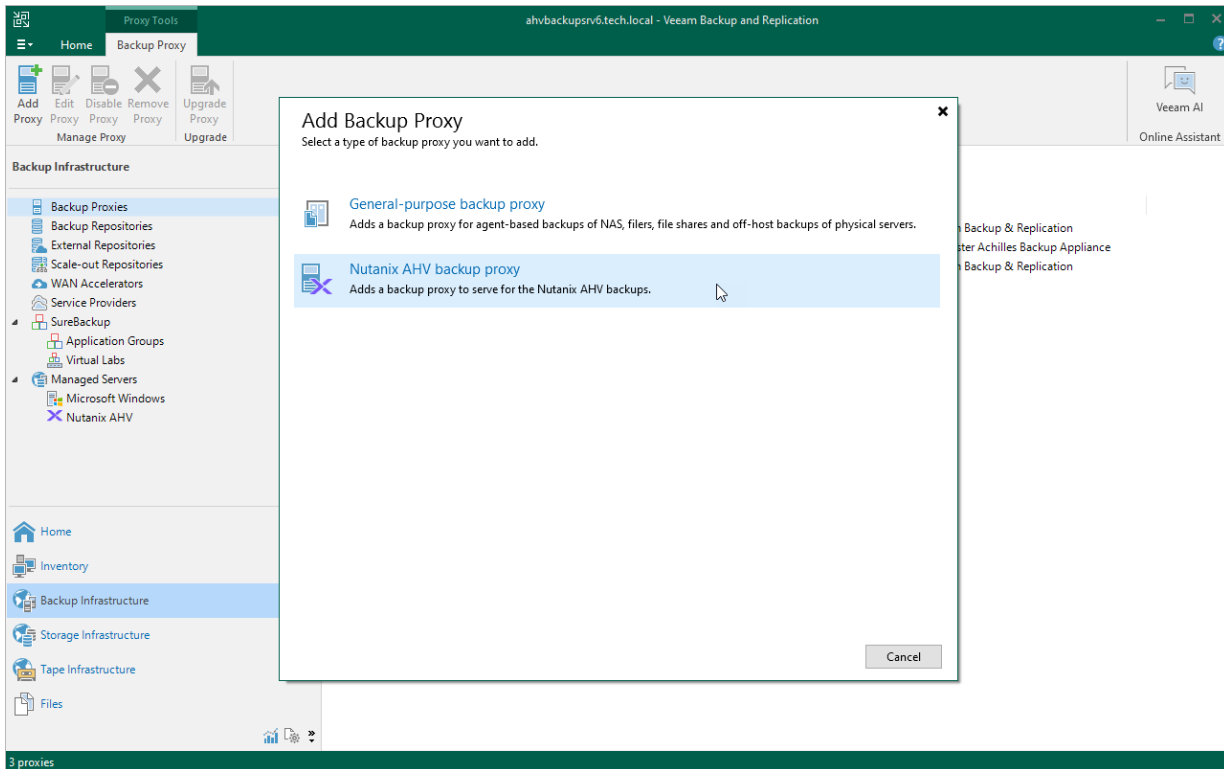 Proxy Tools
ahvbackupsrv6.tech.local - Veeam Backup and Replication
Home
Backup Proxy
Add Proxy
Edit Proxy
Disable Proxy
Remove Proxy
Upgrade Proxy
Manage Proxy
Upgrade
Veeam AI
Online Assistant
Backup Infrastructure
Backup Proxies
Backup Repositories
External Repositories
Scale-out Repositories
WAN Accelerators
Service Providers
SureBackup
Application Groups
Virtual Labs
Managed Servers
Microsoft Windows
Nutanix AHV
Home
Inventory
Backup Infrastructure
Storage Infrastructure
Tape Infrastructure
Files
Add Backup Proxy
Select a type of backup proxy you want to add.
General-purpose backup proxy
Adds a backup proxy for agent-based backups of NAS, filers, file shares and off-host backups of physical servers.
Nutanix AHV backup proxy
Adds a backup proxy to serve for the Nutanix AHV backups.
Cancel
Backup & Replication
ter Achilles Backup Appliance
Backup & Replication
3 proxies